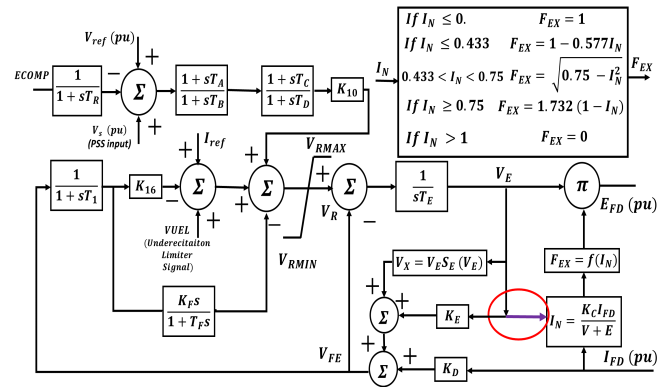 V_ref (pu)
+
ECOMP
1 / (1 + sT_R)
−
Σ
+
V_s (pu)
(PSS input)
(1 + sT_A) / (1 + sT_B)
(1 + sT_C) / (1 + sT_D)
K_10
I_N
If I_N ≤ 0. F_EX = 1
If I_N ≤ 0.433 F_EX = 1 − 0.577I_N
0.433 < I_N < 0.75 F_EX = √(0.75 − I_N^2)
If I_N ≥ 0.75 F_EX = 1.732 (1 − I_N)
If I_N > 1 F_EX = 0
F_EX
1 / (1 + sT_1)
K_16
−
I_ref
+
Σ
+
VUEL
(Underecitaiton
Limiter
Signal)
+
+
Σ
−
V_RMAX
V_R
V_RMIN
+
Σ
−
1 / (sT_E)
V_E
π
E_FD (pu)
K_F s / (1 + T_F s)
V_X = V_E S_E (V_E)
F_EX = f(I_N)
+
+
Σ
K_E
I_N = K_C I_FD / (V + E)
V_FE
+
+
Σ
K_D
I_FD (pu)